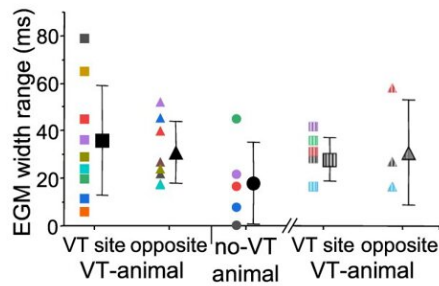 EGM width range (ms)
80
60
40
20
0
VT site opposite no-VT VT site opposite
VT-animal animal VT-animal